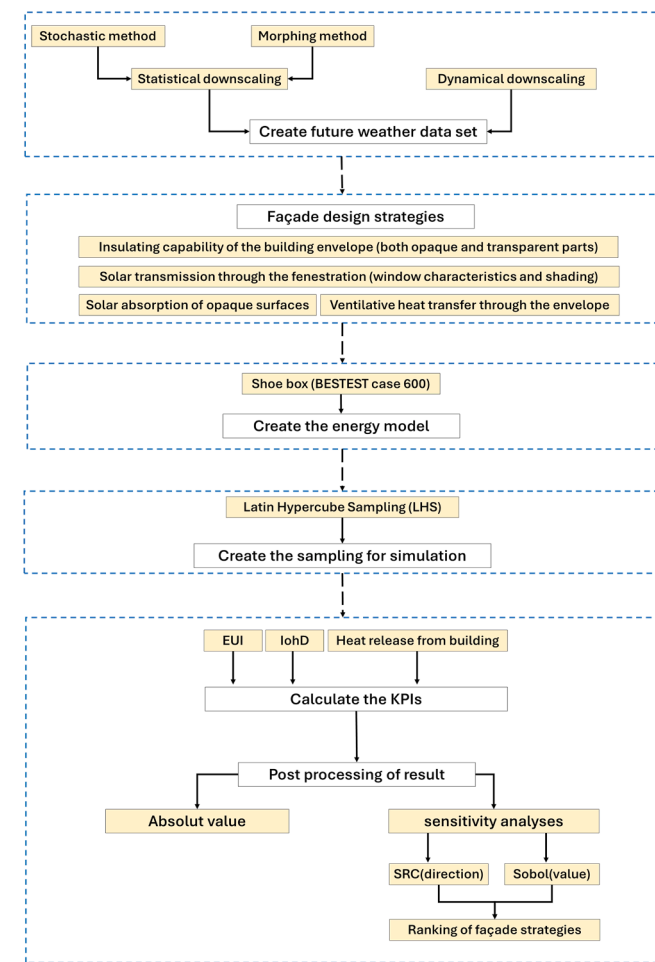 Stochastic method
Morphing method
Statistical downscaling
Dynamical downscaling
Create future weather data set
Façade design strategies
Insulating capability of the building envelope (both opaque and transparent parts)
Solar transmission through the fenestration (window characteristics and shading)
Solar absorption of opaque surfaces
Ventilative heat transfer through the envelope
Shoe box (BESTEST case 600)
Create the energy model
Latin Hypercube Sampling (LHS)
Create the sampling for simulation
EUI
IohD
Heat release from building
Calculate the KPIs
Post processing of result
Absolut value
sensitivity analyses
SRC(direction)
Sobol(value)
Ranking of façade strategies